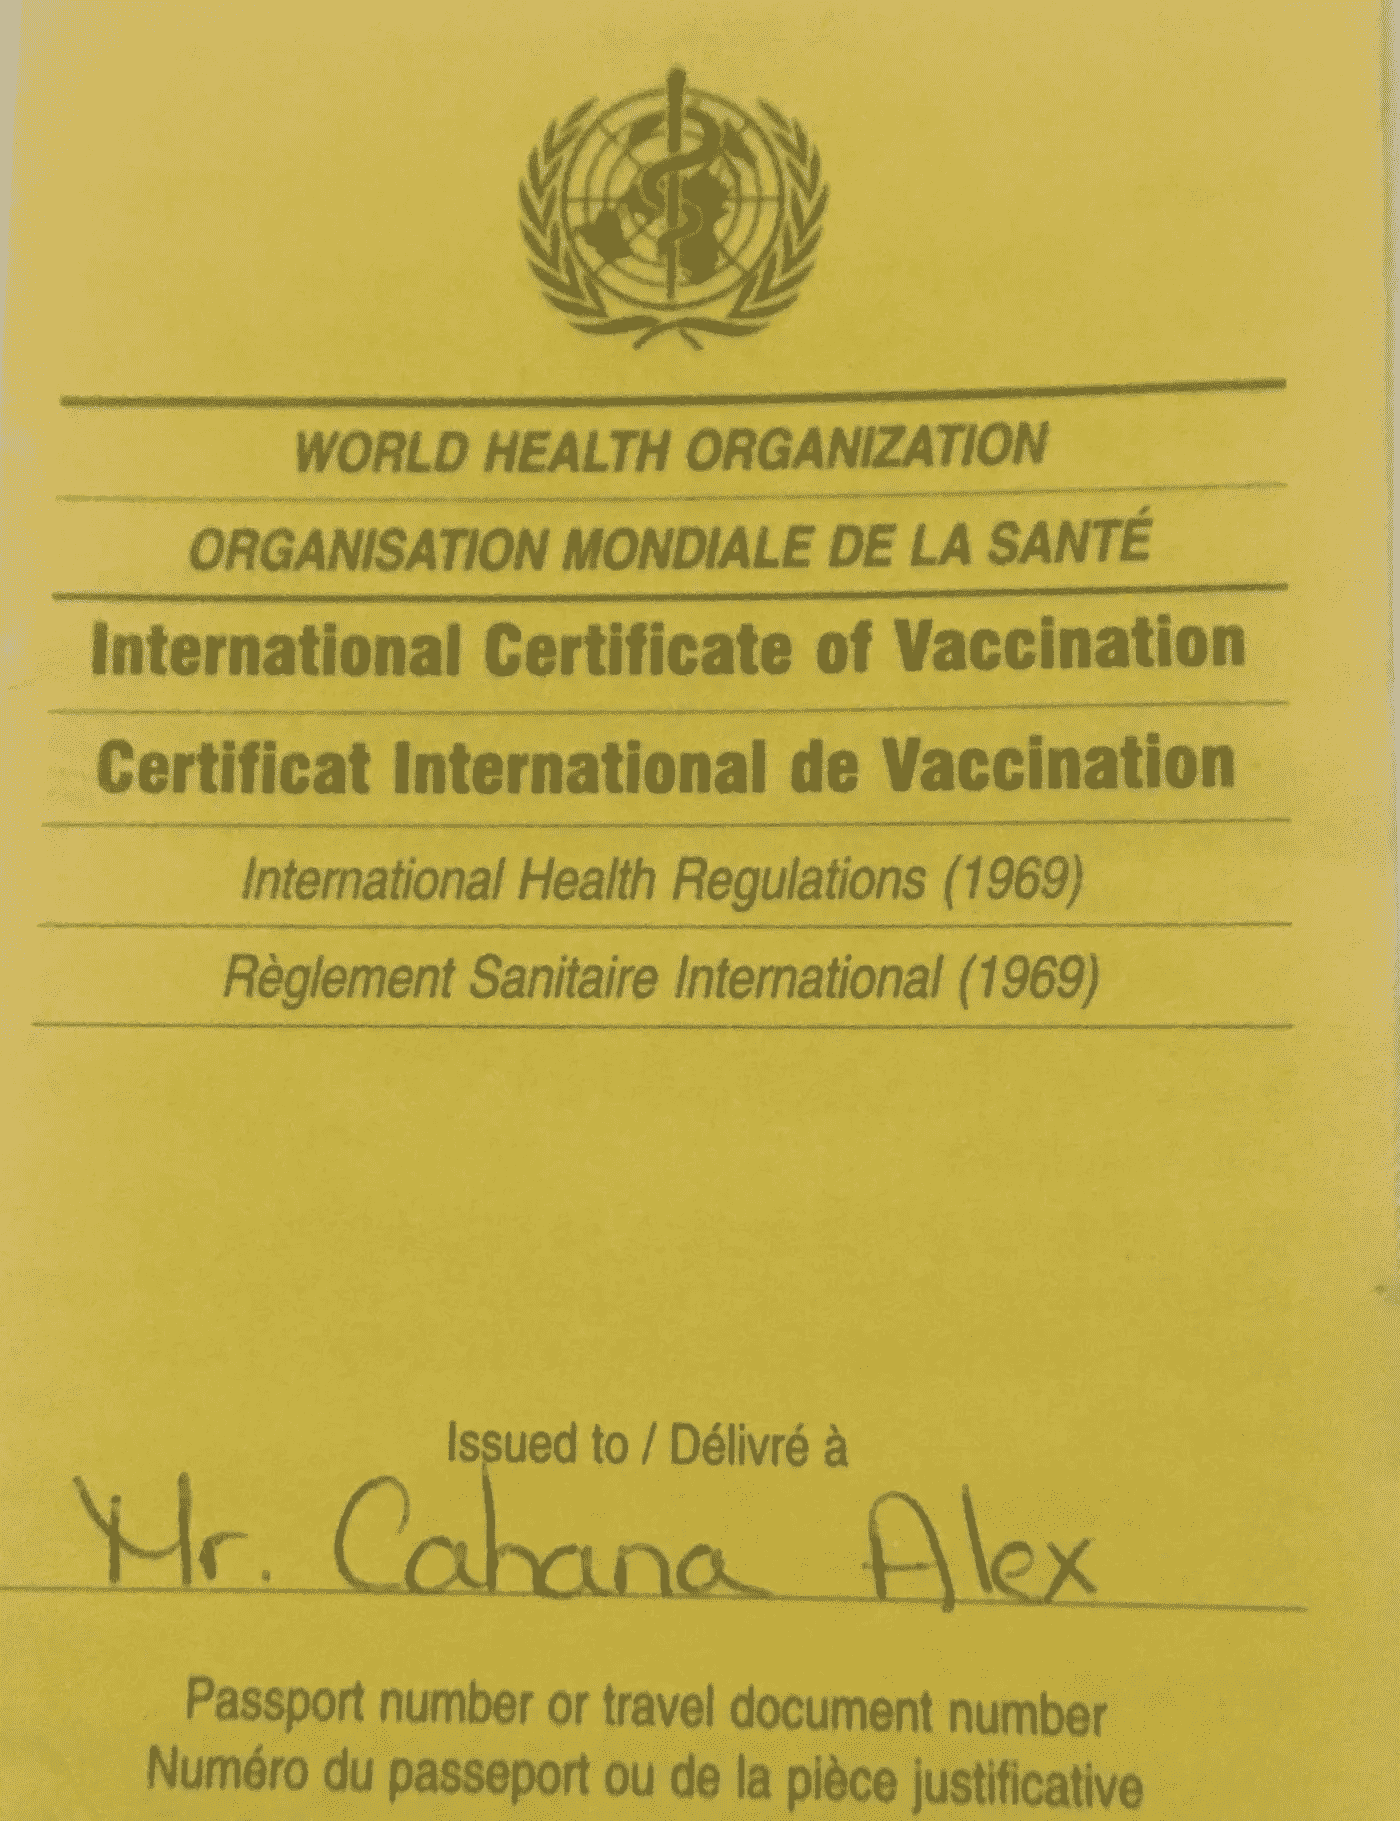 WORLD HEALTH ORGANIZATION
ORGANISATION MONDIALE DE LA SANTÉ
International Certificate of Vaccination
Certificat International de Vaccination
International Health Regulations (1969)
Règlement Sanitaire International (1969)
Issued to / Délivré à
Mr. Cahana Alex
Passport number or travel document number
Numéro du passeport ou de la pièce justificative